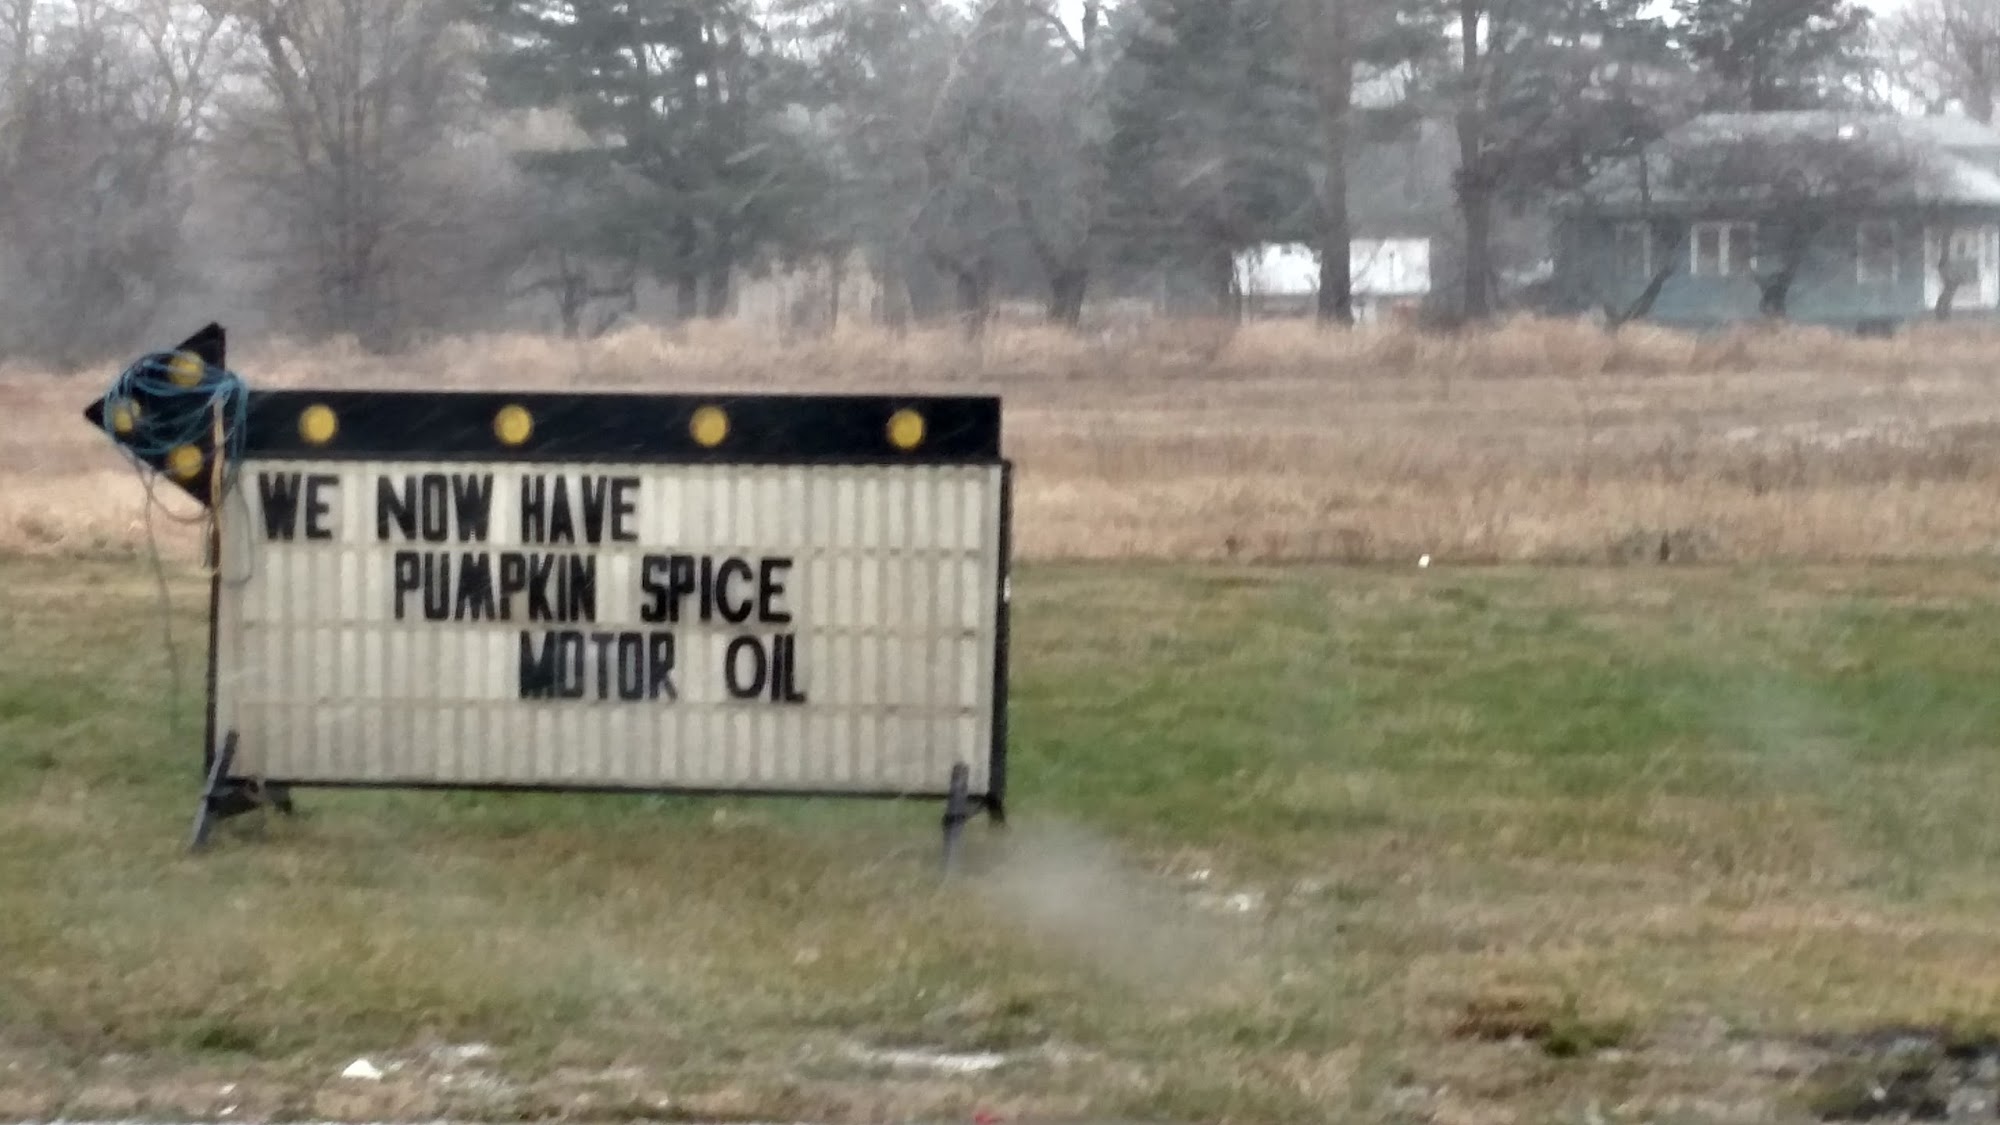 WE NOW HAVE
PUMPKIN SPICE
MOTOR OIL